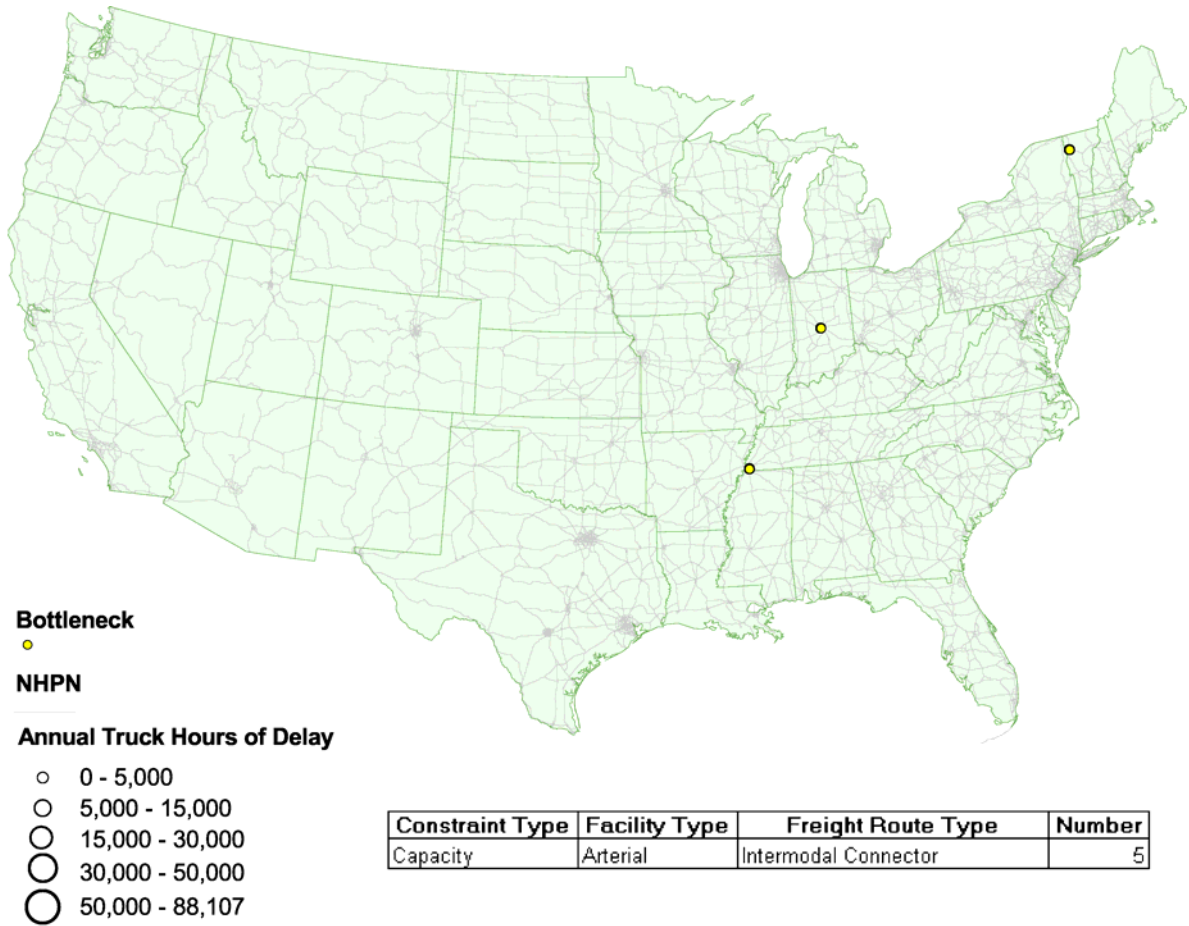 Bottleneck
NHPN
Annual Truck Hours of Delay
0 - 5,000
5,000 - 15,000
15,000 - 30,000
30,000 - 50,000
50,000 - 88,107
Constraint Type Facility Type Freight Route Type Number
Capacity Arterial Intermodal Connector 5